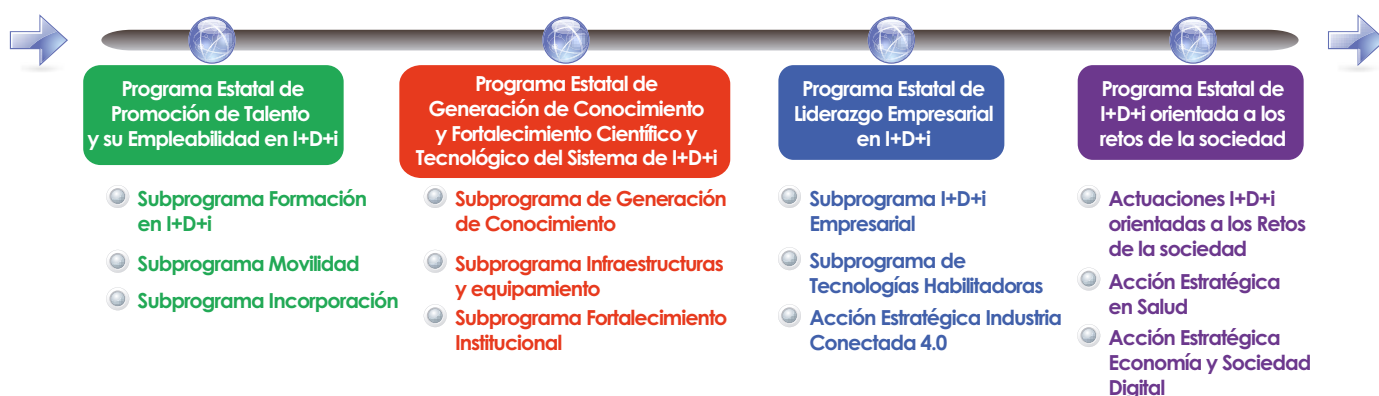 Programa Estatal de
Promoción de Talento
y su Empleabilidad en I+D+i
Subprograma Formación
en I+D+i
Subprograma Movilidad
Subprograma Incorporación
Programa Estatal de
Generación de Conocimiento
y Fortalecimiento Científico y
Tecnológico del Sistema de I+D+i
Subprograma de Generación
de Conocimiento
Subprograma Infraestructuras
y equipamiento
Subprograma Fortalecimiento
Institucional
Programa Estatal de
Liderazgo Empresarial
en I+D+i
Subprograma I+D+i
Empresarial
Subprograma de
Tecnologías Habilitadoras
Acción Estratégica Industria
Conectada 4.0
Programa Estatal de
I+D+i orientada a los
retos de la sociedad
Actuaciones I+D+i
orientadas a los Retos
de la sociedad
Acción Estratégica
en Salud
Acción Estratégica
Economía y Sociedad
Digital